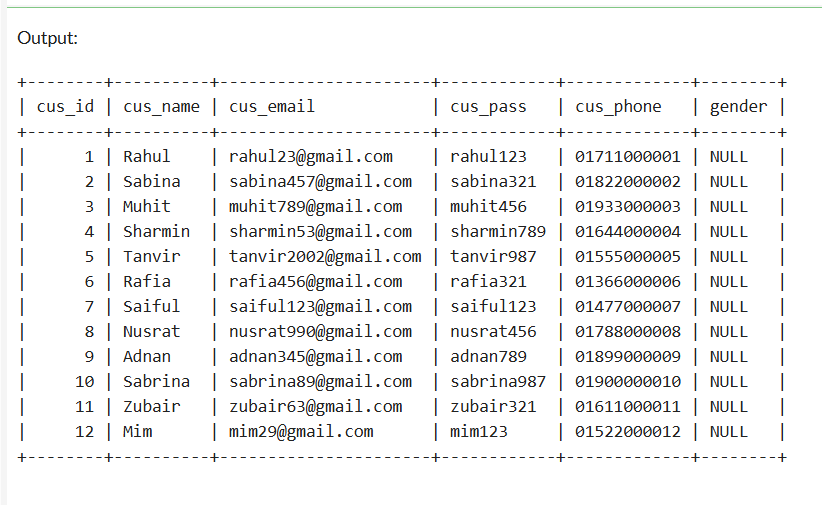 Output:
+--------+----------+----------------------+------------+-------------+--------+
| cus_id | cus_name | cus_email            | cus_pass   | cus_phone   | gender |
+--------+----------+----------------------+------------+-------------+--------+
|      1 | Rahul    | rahul23@gmail.com    | rahul123   | 01711000001 | NULL   |
|      2 | Sabina   | sabina457@gmail.com  | sabina321  | 01822000002 | NULL   |
|      3 | Muhit    | muhit789@gmail.com   | muhit456   | 01933000003 | NULL   |
|      4 | Sharmin  | sharmin53@gmail.com  | sharmin789 | 01644000004 | NULL   |
|      5 | Tanvir   | tanvir2002@gmail.com | tanvir987  | 01555000005 | NULL   |
|      6 | Rafia    | rafia456@gmail.com   | rafia321   | 01366000006 | NULL   |
|      7 | Saiful   | saiful123@gmail.com  | saiful123  | 01477000007 | NULL   |
|      8 | Nusrat   | nusrat990@gmail.com  | nusrat456  | 01788000008 | NULL   |
|      9 | Adnan    | adnan345@gmail.com   | adnan789   | 01899000009 | NULL   |
|     10 | Sabrina  | sabrina89@gmail.com  | sabrina987 | 01900000010 | NULL   |
|     11 | Zubair   | zubair63@gmail.com   | zubair321  | 01611000011 | NULL   |
|     12 | Mim      | mim29@gmail.com      | mim123     | 01522000012 | NULL   |
+--------+----------+----------------------+------------+-------------+--------+